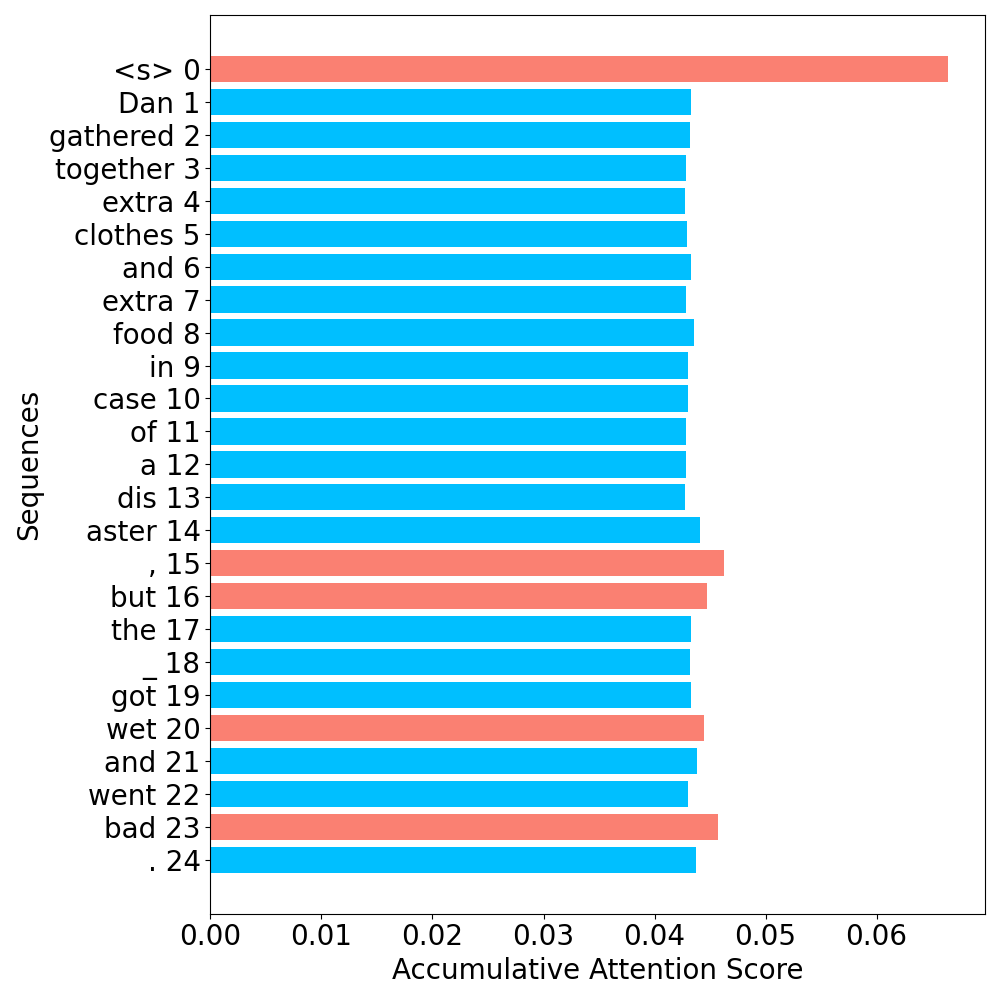 <s> 0
Dan 1
gathered 2
together 3
extra 4
clothes 5
and 6
extra 7
food 8
in 9
case 10
of 11
a 12
dis 13
aster 14
, 15
but 16
the 17
_ 18
got 19
wet 20
and 21
went 22
bad 23
. 24
Sequences
0.00 0.01 0.02 0.03 0.04 0.05 0.06
Accumulative Attention Score